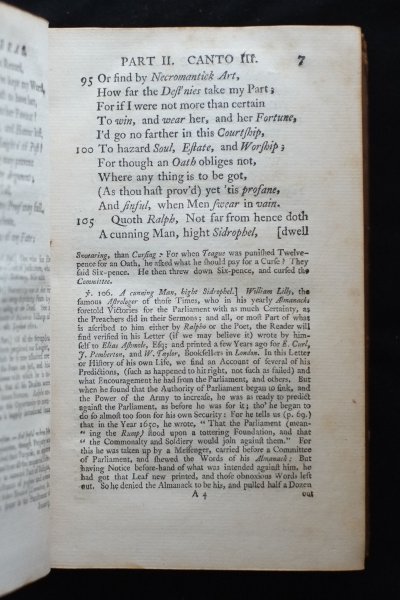 PART II. CANTO III. 7
95 Or find by Necromantick Art,
How far the Dest'nies take my Part;
For if I were not more than certain
To win, and wear her, and her Fortune,
I'd go no farther in this Courtship,
100 To hazard Soul, Estate, and Worship;
For though an Oath obliges not,
Where any thing is to be got,
(As thou hast prov'd) yet 'tis profane,
And sinful, when Men swear in vain.
105 Quoth Ralph, Not far from hence doth
A cunning Man, hight Sidrophel, [dwell
Swearing, than Cursing: For when Teague was punished Twelve-
pence for an Oath, he asked what he should pay for a Curse? They
said Six-pence. He then threw down Six-pence, and cursed the
Committee.
℣. 106. A cunning Man, hight Sidrophel.] William Lilly, the
famous Astrologer of those Times, who in his yearly Almanacks
foretold Victories for the Parliament with as much Certainty, as
the Preachers did in their Sermons; and all, or most Part of what
is ascribed to him either by Ralpho or the Poet, the Reader will
find verified in his Letter (if we may believe it) wrote by him-
self to Elias Ashmole, Esq; and printed a few Years ago for E. Curl,
J. Pemberton, and W. Taylor, Booksellers in London. In this Letter
or History of his own Life, we find an Account of several of his
Predictions, (such as happened to hit right, not such as failed) and
what Encouragement he had from the Parliament, and others. But
when he found that the Authority of Parliament began to sink, and
the Power of the Army to increase, he was as ready to predict
against the Parliament, as before he was for it; tho' he began to
do so almost too soon for his own Security: For he tells us (p. 69.)
that in the Year 1650, he wrote, "That the Parliament (mean-
"ing the Rump) stood upon a tottering Foundation, and that
"the Commonalty and Soldiery would join against them." For
this he was taken up by a Messenger, carried before a Committee
of Parliament, and shewed the Words of his Almanack: But
having Notice before-hand of what was intended against him, he
had got that Leaf new printed, and those obnoxious Words left
out. So he denied the Almanack to be his, and pulled half a Dozen
A 4 out